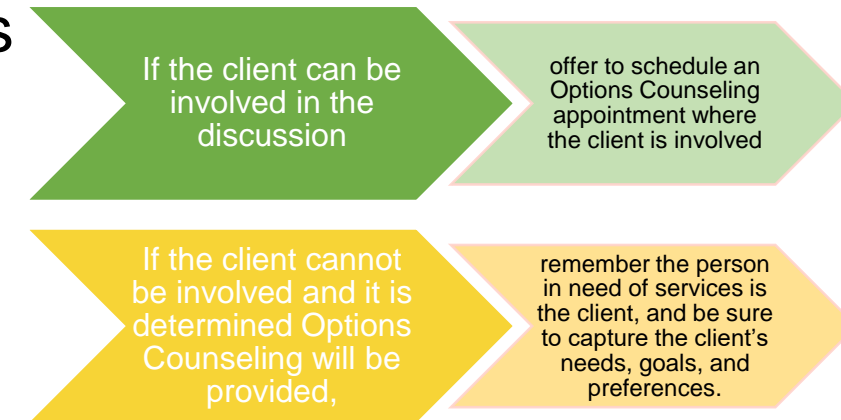 s
If the client can be
involved in the
discussion
offer to schedule an
Options Counseling
appointment where
the client is involved
If the client cannot
be involved and it is
determined Options
Counseling will be
provided,
remember the person
in need of services is
the client, and be sure
to capture the client’s
needs, goals, and
preferences.